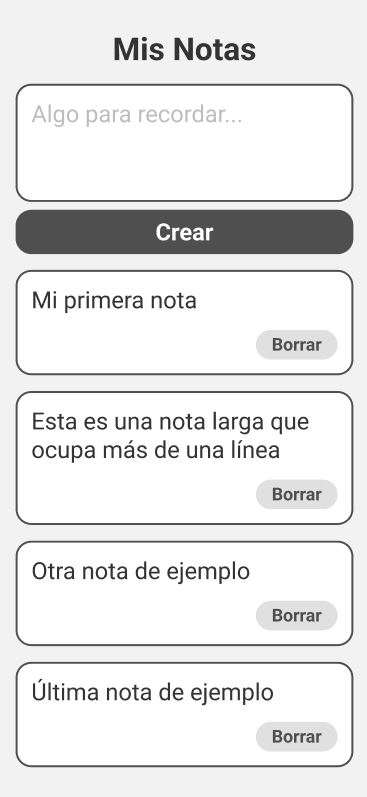 Mis Notas
Algo para recordar...
Crear
Mi primera nota
Borrar
Esta es una nota larga que
ocupa más de una línea
Borrar
Otra nota de ejemplo
Borrar
Última nota de ejemplo
Borrar